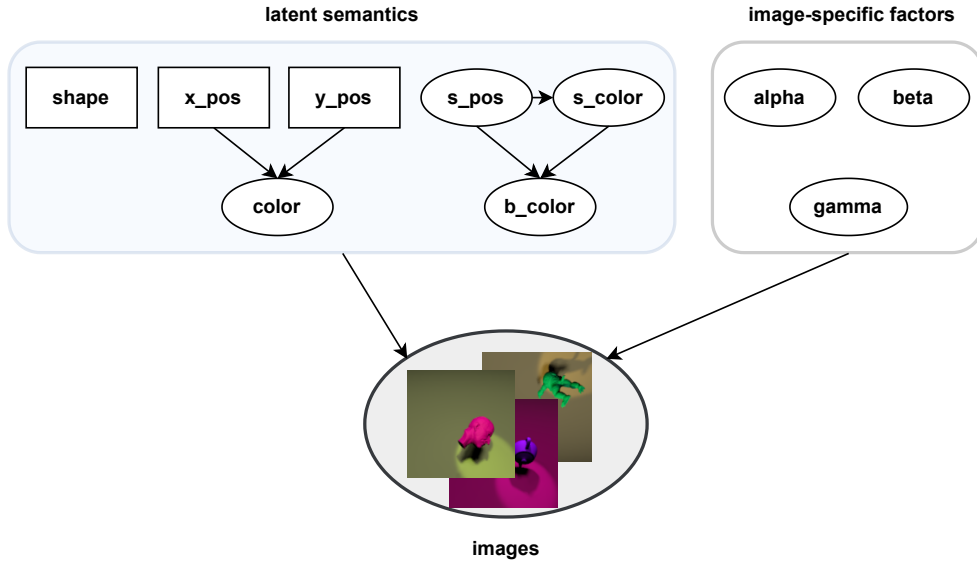 latent semantics
image-specific factors
shape
x_pos
y_pos
s_pos
s_color
alpha
beta
color
b_color
gamma
images